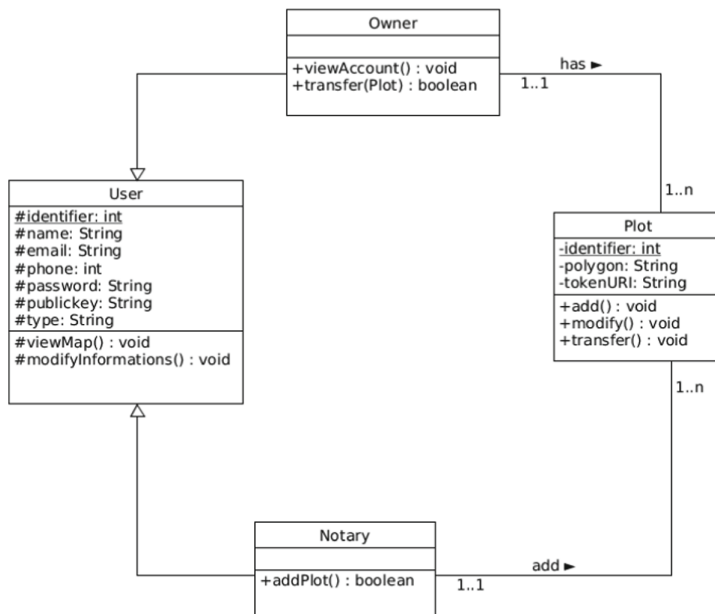 Owner
+viewAccount() : void
+transfer(Plot) : boolean
has ►
1..1
1..n
User
#identifier: int
#name: String
#email: String
#phone: int
#password: String
#publickey: String
#type: String
#viewMap() : void
#modifyInformations() : void
Plot
-identifier: int
-polygon: String
-tokenURI: String
+add() : void
+modify() : void
+transfer() : void
1..n
Notary
+addPlot() : boolean
add ►
1..1